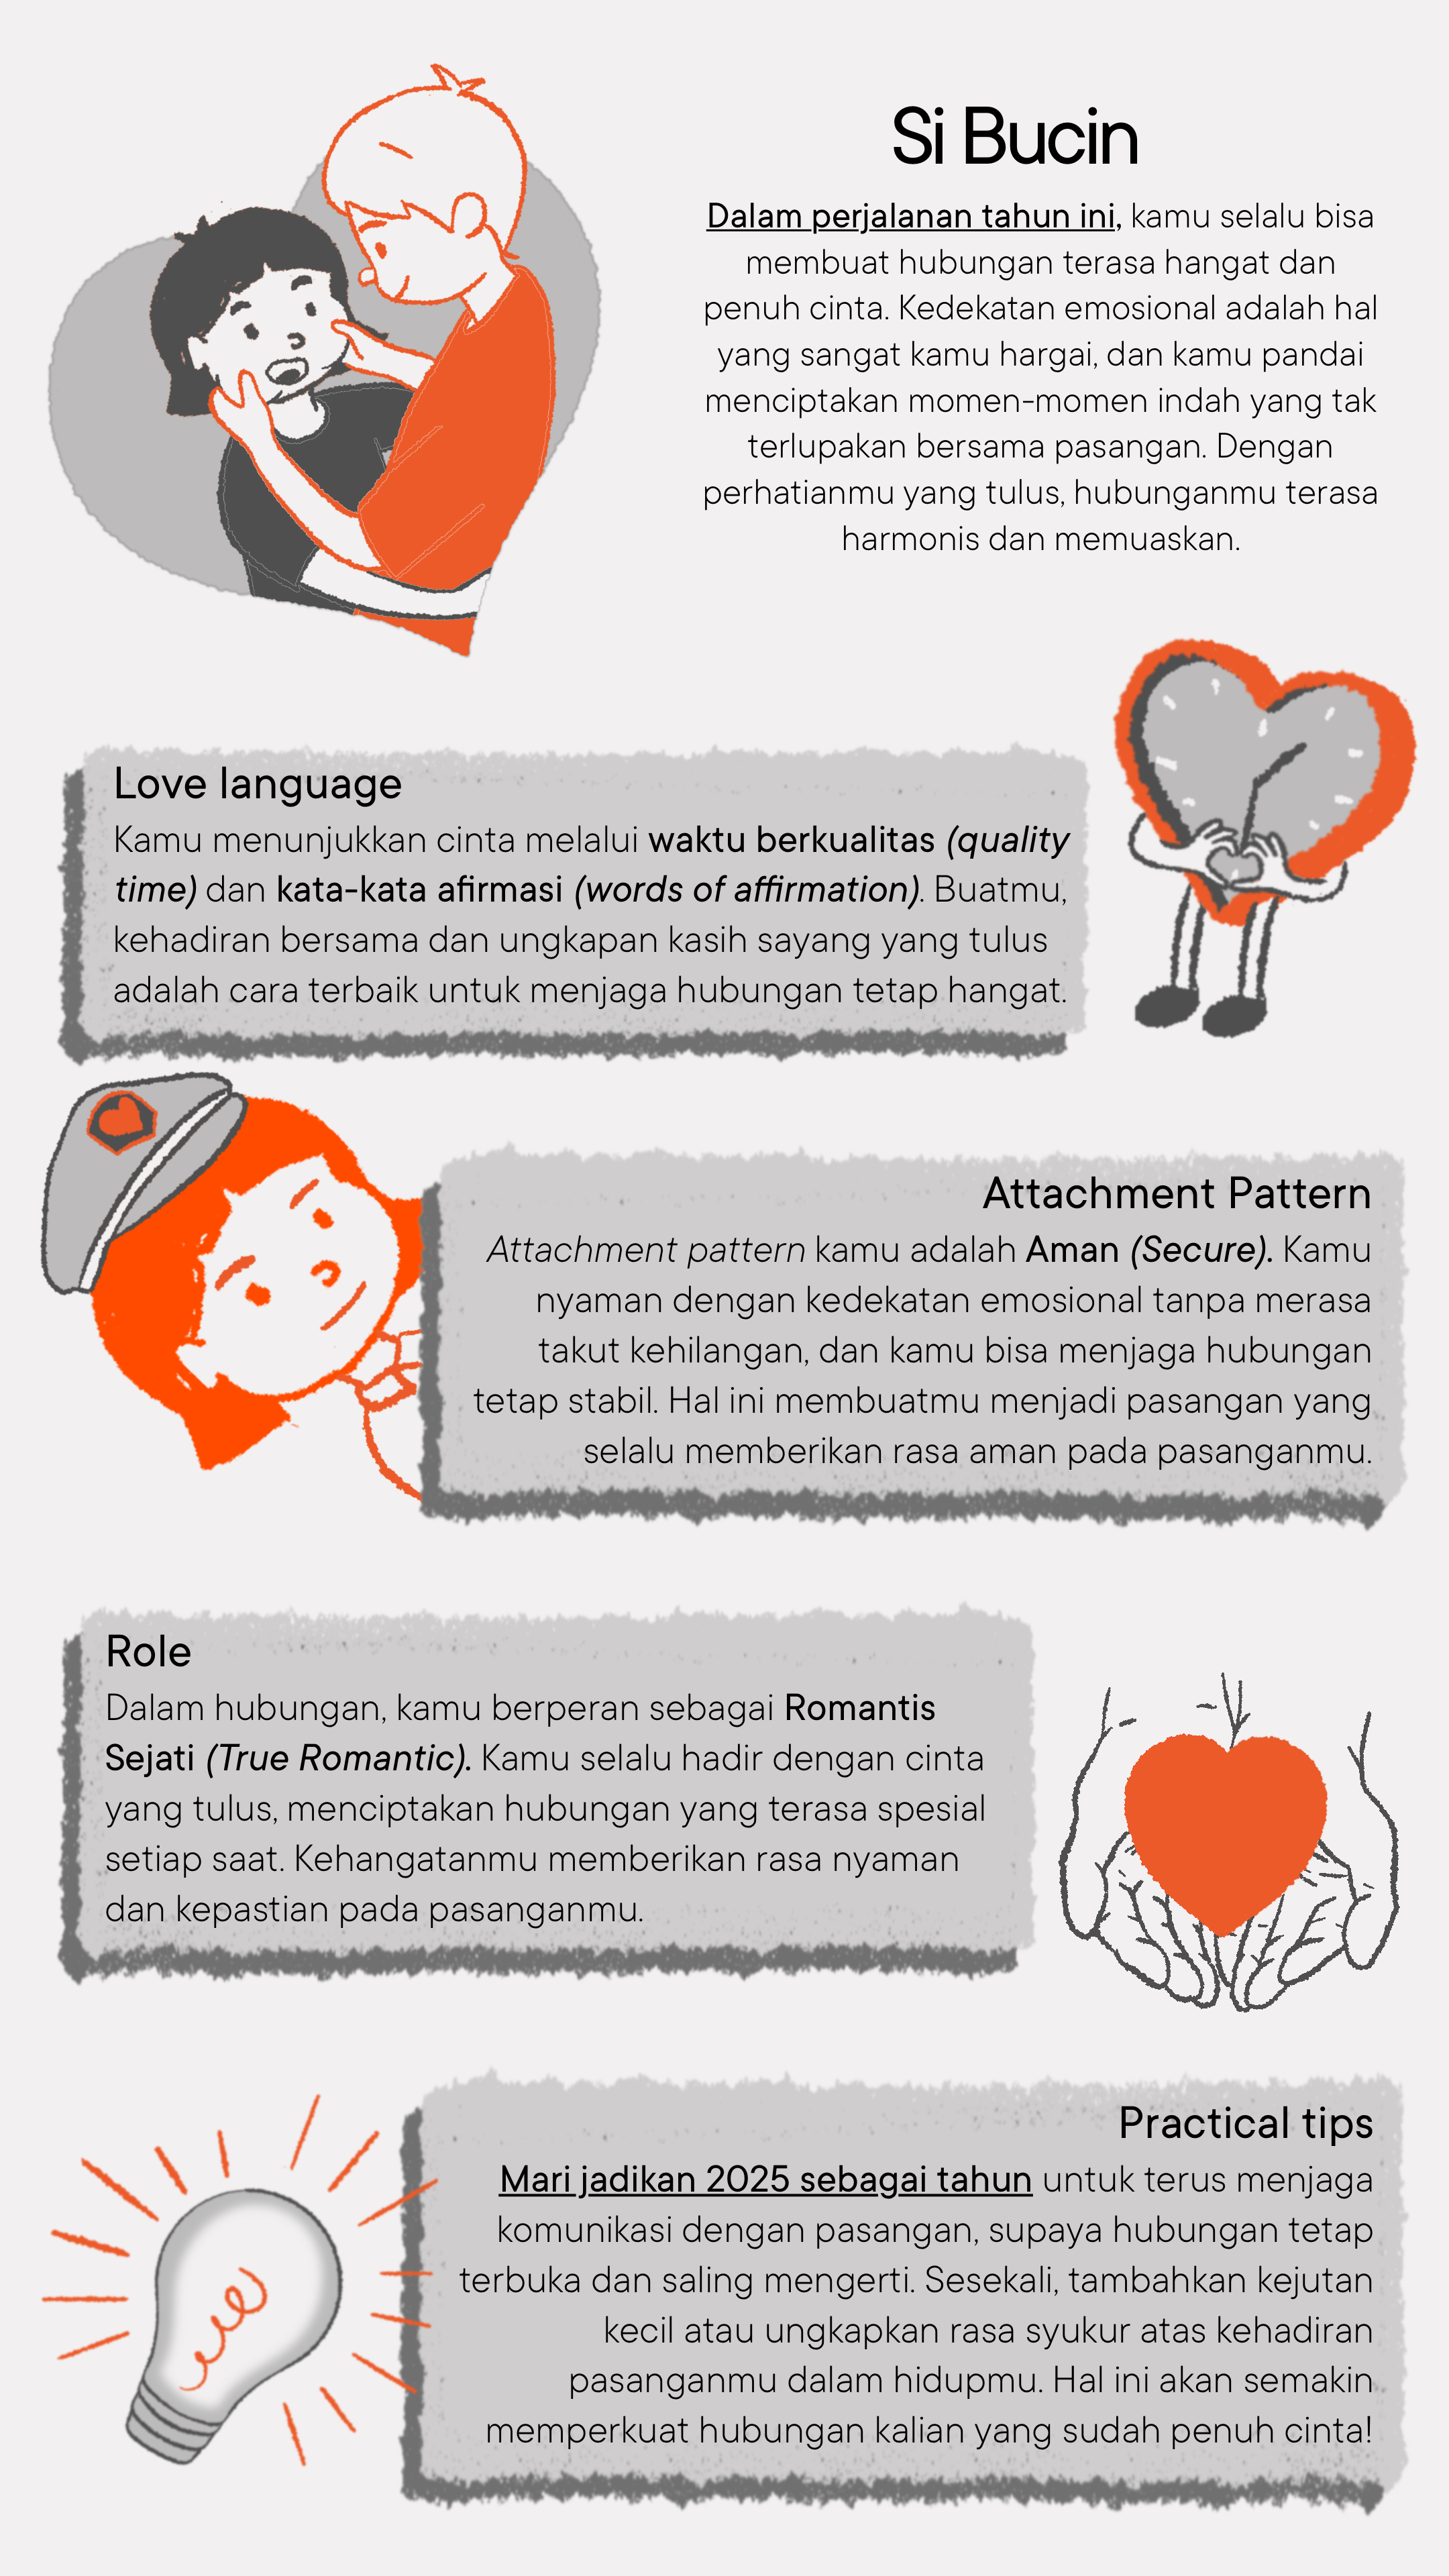 Si Bucin
Dalam perjalanan tahun ini, kamu selalu bisa
membuat hubungan terasa hangat dan
penuh cinta. Kedekatan emosional adalah hal
yang sangat kamu hargai, dan kamu pandai
menciptakan momen-momen indah yang tak
terlupakan bersama pasangan. Dengan
perhatianmu yang tulus, hubunganmu terasa
harmonis dan memuaskan.
Love language
Kamu menunjukkan cinta melalui waktu berkualitas (quality
time) dan kata-kata afirmasi (words of affirmation). Buatmu,
kehadiran bersama dan ungkapan kasih sayang yang tulus
adalah cara terbaik untuk menjaga hubungan tetap hangat.
Attachment Pattern
Attachment pattern kamu adalah Aman (Secure). Kamu
nyaman dengan kedekatan emosional tanpa merasa
takut kehilangan, dan kamu bisa menjaga hubungan
tetap stabil. Hal ini membuatmu menjadi pasangan yang
selalu memberikan rasa aman pada pasanganmu.
Role
Dalam hubungan, kamu berperan sebagai Romantis
Sejati (True Romantic). Kamu selalu hadir dengan cinta
yang tulus, menciptakan hubungan yang terasa spesial
setiap saat. Kehangatanmu memberikan rasa nyaman
dan kepastian pada pasanganmu.
Practical tips
Mari jadikan 2025 sebagai tahun untuk terus menjaga
komunikasi dengan pasangan, supaya hubungan tetap
terbuka dan saling mengerti. Sesekali, tambahkan kejutan
kecil atau ungkapkan rasa syukur atas kehadiran
pasanganmu dalam hidupmu. Hal ini akan semakin
memperkuat hubungan kalian yang sudah penuh cinta!